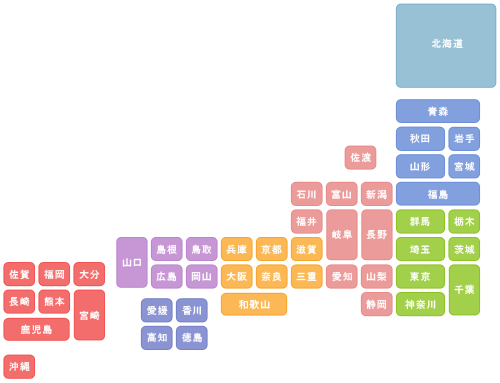 北海道
青森
秋田 岩手
佐渡
山形 宮城
石川 富山 新潟 福島
福井 岐阜 長野 群馬 栃木
山口 島根 鳥取 兵庫 京都 滋賀 埼玉 茨城
佐賀 福岡 大分 広島 岡山 大阪 奈良 三重 愛知 山梨 東京 千葉
長崎 熊本 宮崎 愛媛 香川 和歌山 静岡 神奈川
鹿児島 高知 徳島
沖縄